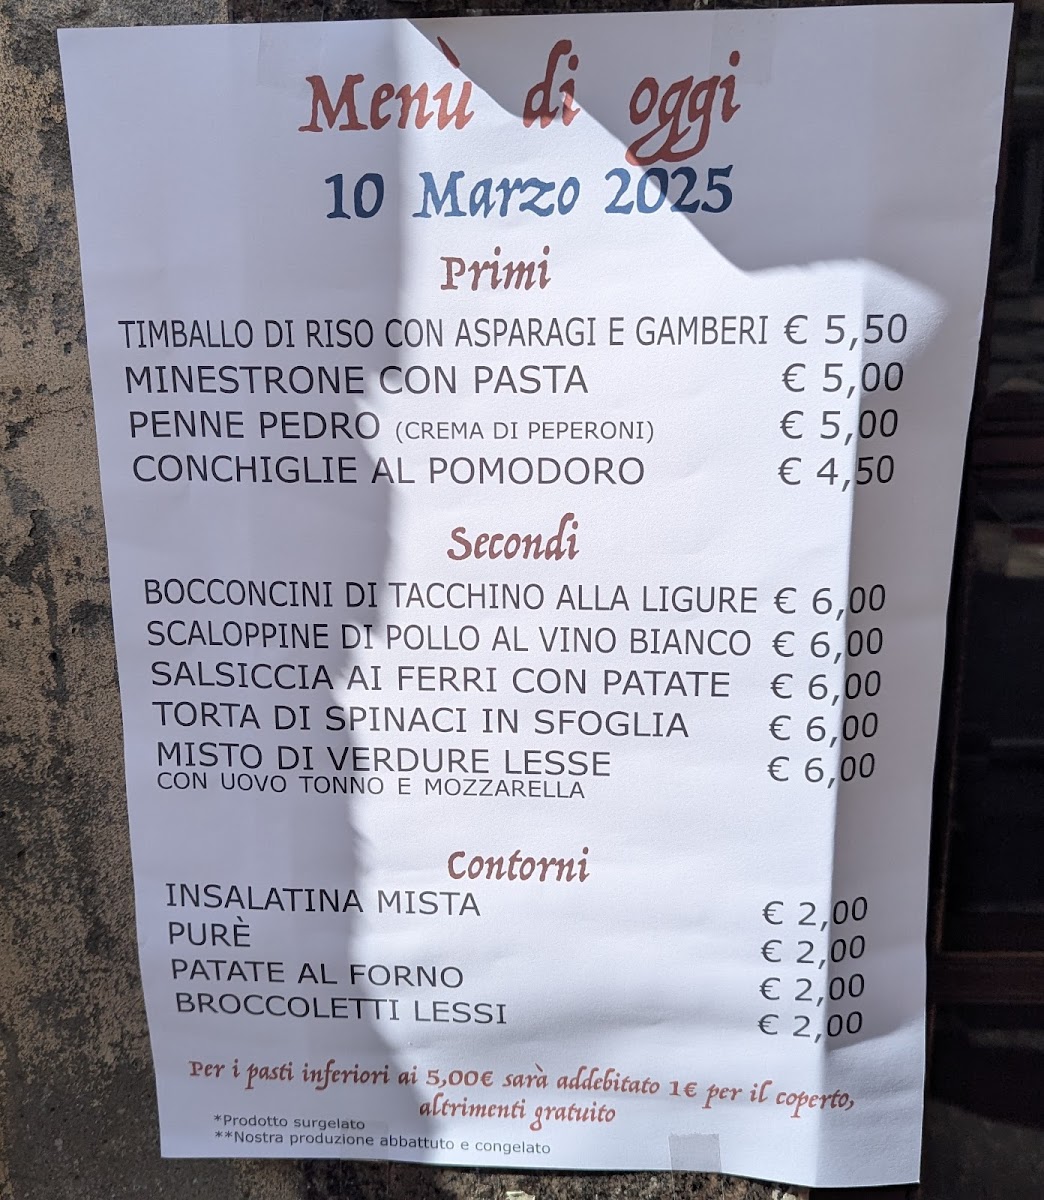 Menù di oggi
10 Marzo 2025
Primi
TIMBALLO DI RISO CON ASPARAGI E GAMBERI € 5,50
MINESTRONE CON PASTA € 5,00
PENNE PEDRO (CREMA DI PEPERONI) € 5,00
CONCHIGLIE AL POMODORO € 4,50
Secondi
BOCCONCINI DI TACCHINO ALLA LIGURE € 6,00
SCALOPPINE DI POLLO AL VINO BIANCO € 6,00
SALSICCIA AI FERRI CON PATATE € 6,00
TORTA DI SPINACI IN SFOGLIA € 6,00
MISTO DI VERDURE LESSE € 6,00
CON UOVO TONNO E MOZZARELLA
Contorni
INSALATINA MISTA € 2,00
PURÈ € 2,00
PATATE AL FORNO € 2,00
BROCCOLETTI LESSI € 2,00
Per i pasti inferiori ai 5,00€ sarà addebitato 1€ per il coperto,
altrimenti gratuito
*Prodotto surgelato
**Nostra produzione abbattuto e congelato